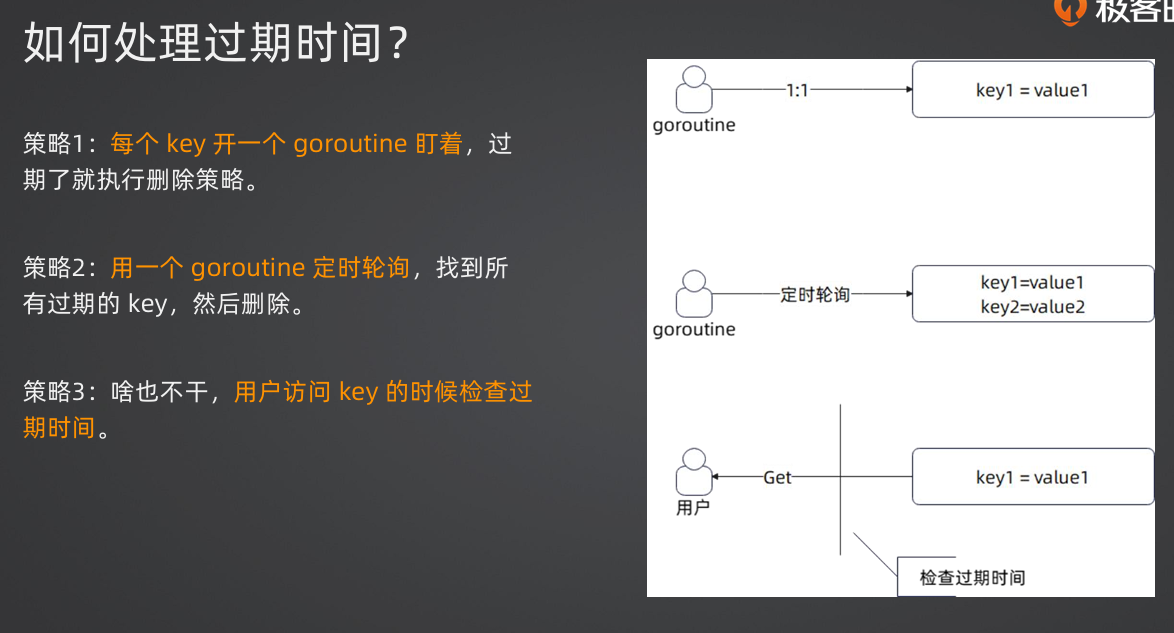 极客
如何处理过期时间？
策略1：每个 key 开一个 goroutine 盯着，过
期了就执行删除策略。
策略2：用一个 goroutine 定时轮询，找到所
有过期的 key，然后删除。
策略3：啥也不干，用户访问 key 的时候检查过
期时间。
1:1
key1 = value1
goroutine
定时轮询
key1=value1
key2=value2
goroutine
Get
key1 = value1
用户
检查过期时间